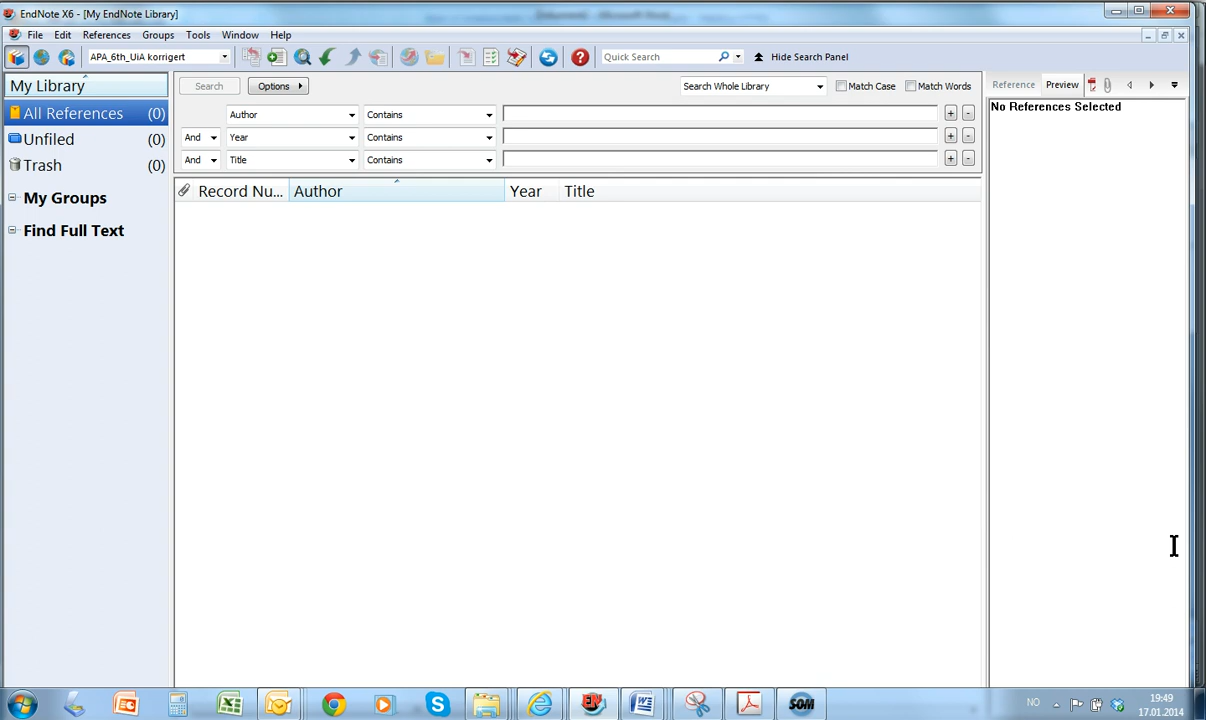 EndNote X6 - [My EndNote Library]
File Edit References Groups Tools Window Help
APA_6th_UiA korrigert
Quick Search
Hide Search Panel
My Library
All References (0)
Unfiled (0)
Trash (0)
My Groups
Find Full Text
Search Options Search Whole Library Match Case Match Words
Author Contains + -
And Year Contains + -
And Title Contains + -
Record Nu... Author Year Title
Reference Preview
No References Selected
NO
19:49
17.01.2014
SOM